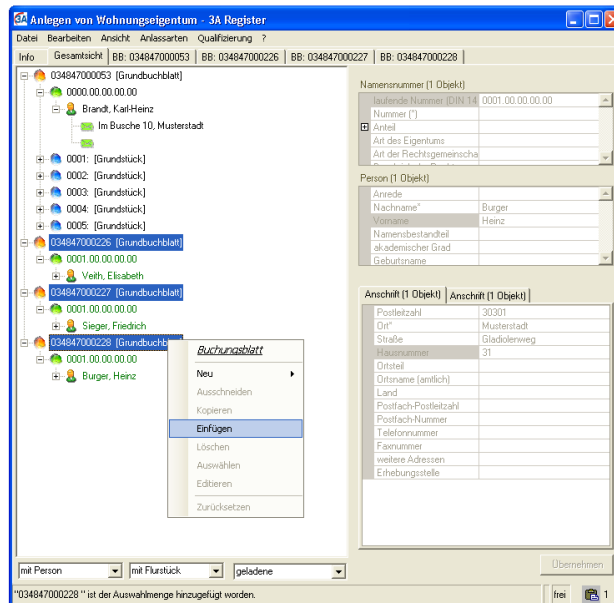 3A Anlegen von Wohnungseigentum - 3A Register
Datei Bearbeiten Ansicht Anlassarten Qualifizierung ?
Info Gesamtsicht BB: 034847000053 BB: 034847000226 BB: 034847000227 BB: 034847000228
034847000053 [Grundbuchblatt]
0000.00.00.00.00
Brandt, Karl-Heinz
Im Busche 10, Musterstadt
0001: [Grundstück]
0002: [Grundstück]
0003: [Grundstück]
0004: [Grundstück]
0005: [Grundstück]
034847000226 [Grundbuchblatt]
0001.00.00.00.00
Veith, Elisabeth
034847000227 [Grundbuchblatt]
0001.00.00.00.00
Sieger, Friedrich
034847000228 [Grundbuchblatt]
0001.00.00.00.00
Burger, Heinz
Buchungsblatt
Neu
Ausschneiden
Kopieren
Einfügen
Löschen
Auswählen
Editieren
Zurücksetzen
Namensnummer (1 Objekt)
laufende Nummer (DIN 14 0001.00.00.00.00
Nummer (*)
Anteil
Art des Eigentums
Art der Rechtsgemeinscha
Person (1 Objekt)
Anrede
Nachname* Burger
Vorname Heinz
Namensbestandteil
akademischer Grad
Geburtsname
Anschrift (1 Objekt) Anschrift (1 Objekt)
Postleitzahl 30301
Ort* Musterstadt
Straße Gladiolenweg
Hausnummer 31
Ortsteil
Ortsname (amtlich)
Land
Postfach-Postleitzahl
Postfach-Nummer
Telefonnummer
Faxnummer
weitere Adressen
Erhebungsstelle
mit Person mit Flurstück geladene
Übernehmen
"034847000228 " ist der Auswahlmenge hinzugefügt worden. frei 1